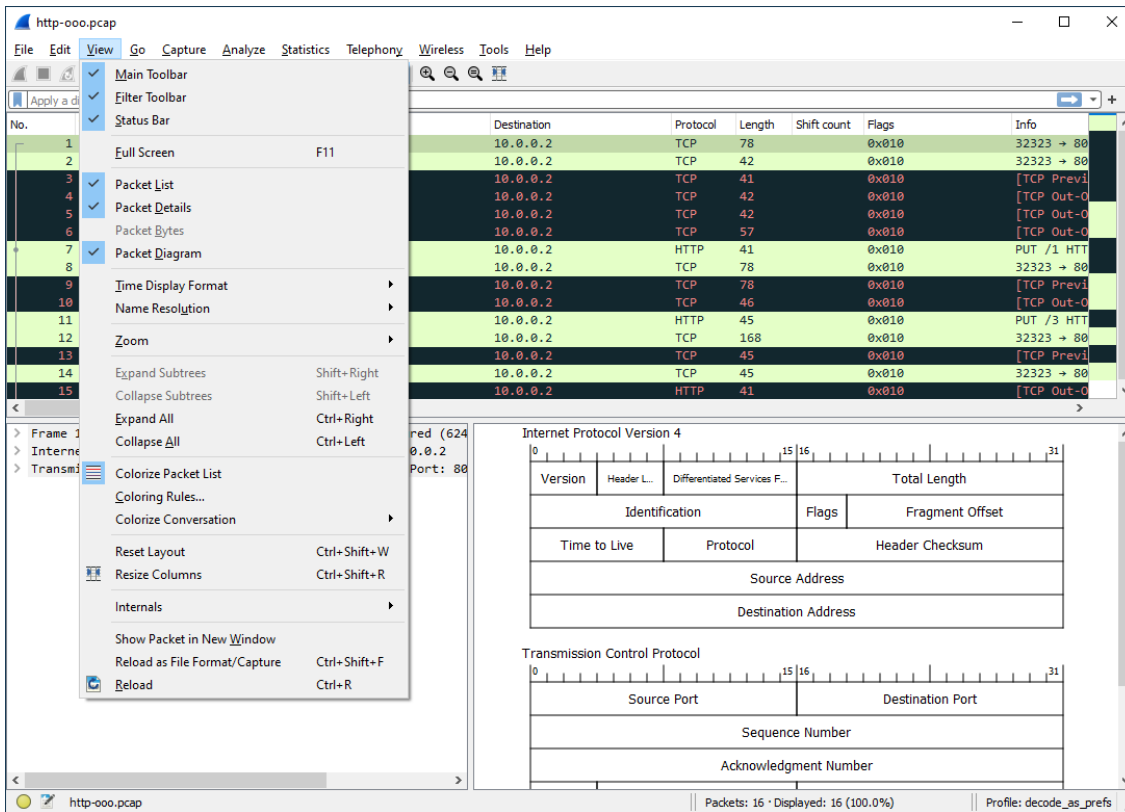 http-ooo.pcap
File Edit View Go Capture Analyze Statistics Telephony Wireless Tools Help
Apply a di
Main Toolbar
Filter Toolbar
Status Bar
Full Screen F11
Packet List
Packet Details
Packet Bytes
Packet Diagram
Time Display Format
Name Resolution
Zoom
Expand Subtrees Shift+Right
Collapse Subtrees Shift+Left
Expand All Ctrl+Right
Collapse All Ctrl+Left
Colorize Packet List
Coloring Rules...
Colorize Conversation
Reset Layout Ctrl+Shift+W
Resize Columns Ctrl+Shift+R
Internals
Show Packet in New Window
Reload as File Format/Capture Ctrl+Shift+F
Reload Ctrl+R
No. Destination Protocol Length Shift count Flags Info
1 10.0.0.2 TCP 78 0x010 32323 → 80
2 10.0.0.2 TCP 42 0x010 32323 → 80
3 10.0.0.2 TCP 41 0x010 [TCP Previ
4 10.0.0.2 TCP 42 0x010 [TCP Out-O
5 10.0.0.2 TCP 42 0x010 [TCP Out-O
6 10.0.0.2 TCP 57 0x010 [TCP Out-O
7 10.0.0.2 HTTP 41 0x010 PUT /1 HTT
8 10.0.0.2 TCP 78 0x010 32323 → 80
9 10.0.0.2 TCP 78 0x010 [TCP Previ
10 10.0.0.2 TCP 46 0x010 [TCP Out-O
11 10.0.0.2 HTTP 45 0x010 PUT /3 HTT
12 10.0.0.2 TCP 168 0x010 32323 → 80
13 10.0.0.2 TCP 45 0x010 [TCP Previ
14 10.0.0.2 TCP 45 0x010 32323 → 80
15 10.0.0.2 HTTP 41 0x010 [TCP Out-O
Frame 1 red (624
Interne 0.0.2
Transmi Port: 80
Internet Protocol Version 4
0 15 16 31
Version Header L... Differentiated Services F... Total Length
Identification Flags Fragment Offset
Time to Live Protocol Header Checksum
Source Address
Destination Address
Transmission Control Protocol
0 15 16 31
Source Port Destination Port
Sequence Number
Acknowledgment Number
http-ooo.pcap Packets: 16 · Displayed: 16 (100.0%) Profile: decode_as_prefs